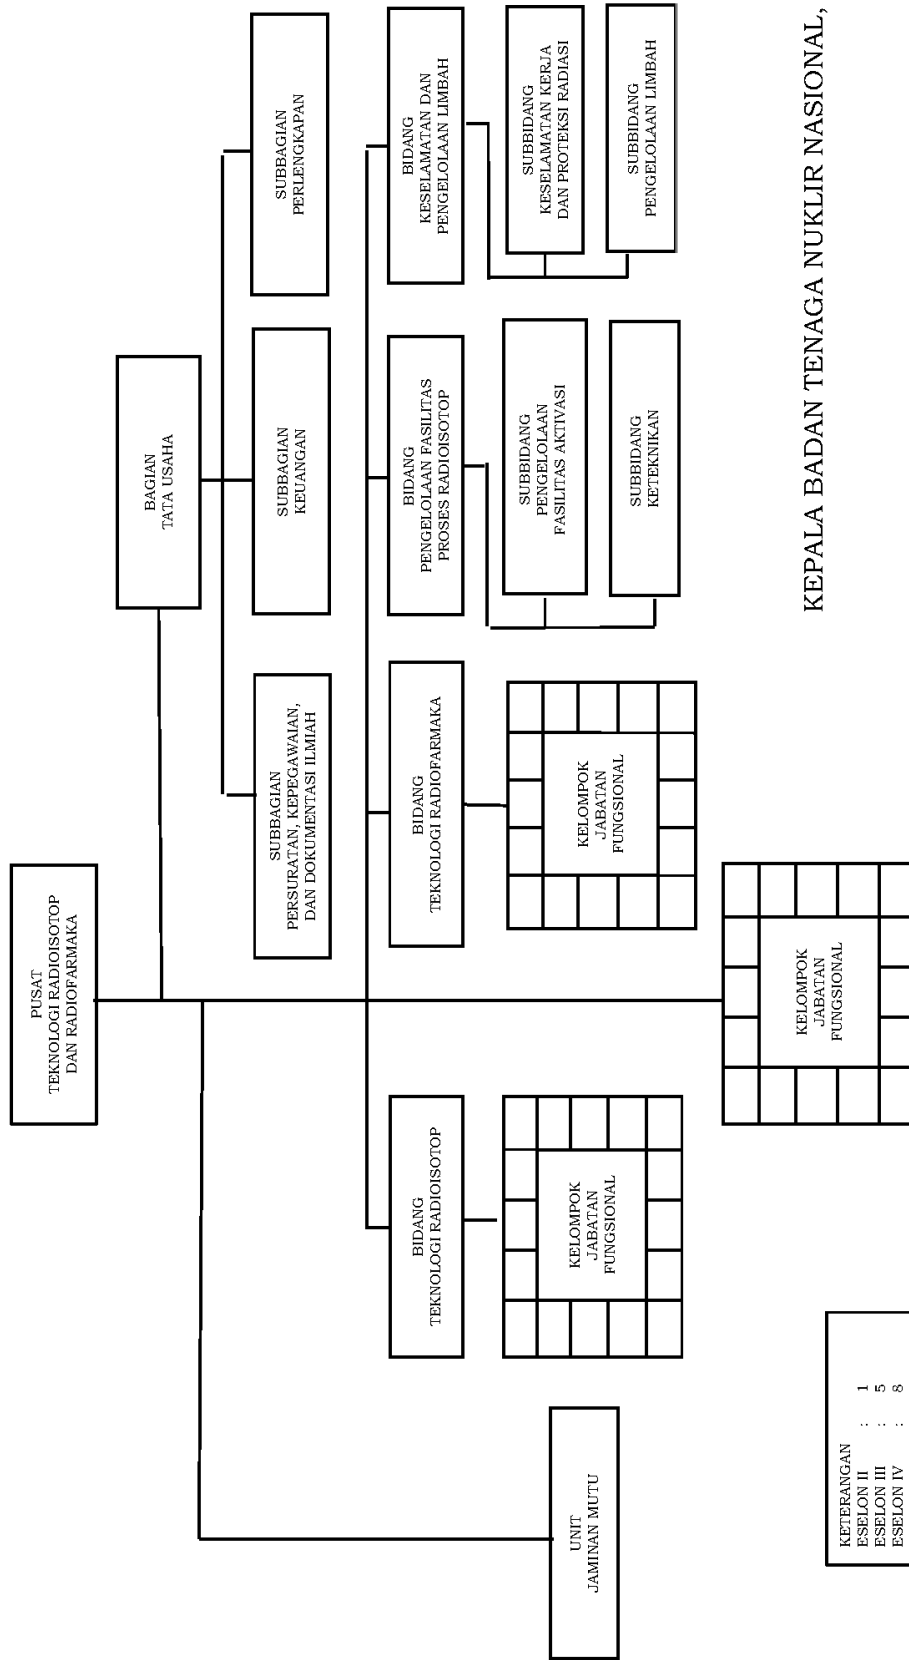 PUSAT
TEKNOLOGI RADIOISOTOP
DAN RADIOFARMAKA
BAGIAN
TATA USAHA
SUBBAGIAN
PERSURATAN, KEPEGAWAIAN,
DAN DOKUMENTASI ILMIAH
SUBBAGIAN
KEUANGAN
SUBBAGIAN
PERLENGKAPAN
BIDANG
TEKNOLOGI RADIOISOTOP
BIDANG
TEKNOLOGI RADIOFARMAKA
BIDANG
PENGELOLAAN FASILITAS
PROSES RADIOISOTOP
BIDANG
KESELAMATAN DAN
PENGELOLAAN LIMBAH
KELOMPOK
JABATAN
FUNGSIONAL
KELOMPOK
JABATAN
FUNGSIONAL
SUBBIDANG
PENGELOLAAN
FASILITAS AKTIVASI
SUBBIDANG
KESELAMATAN KERJA
DAN PROTEKSI RADIASI
UNIT
JAMINAN MUTU
SUBBIDANG
KETEKNIKAN
SUBBIDANG
PENGELOLAAN LIMBAH
KELOMPOK
JABATAN
FUNGSIONAL
KETERANGAN
ESELON II : 1
ESELON III : 5
ESELON IV : 8
KEPALA BADAN TENAGA NUKLIR NASIONAL,